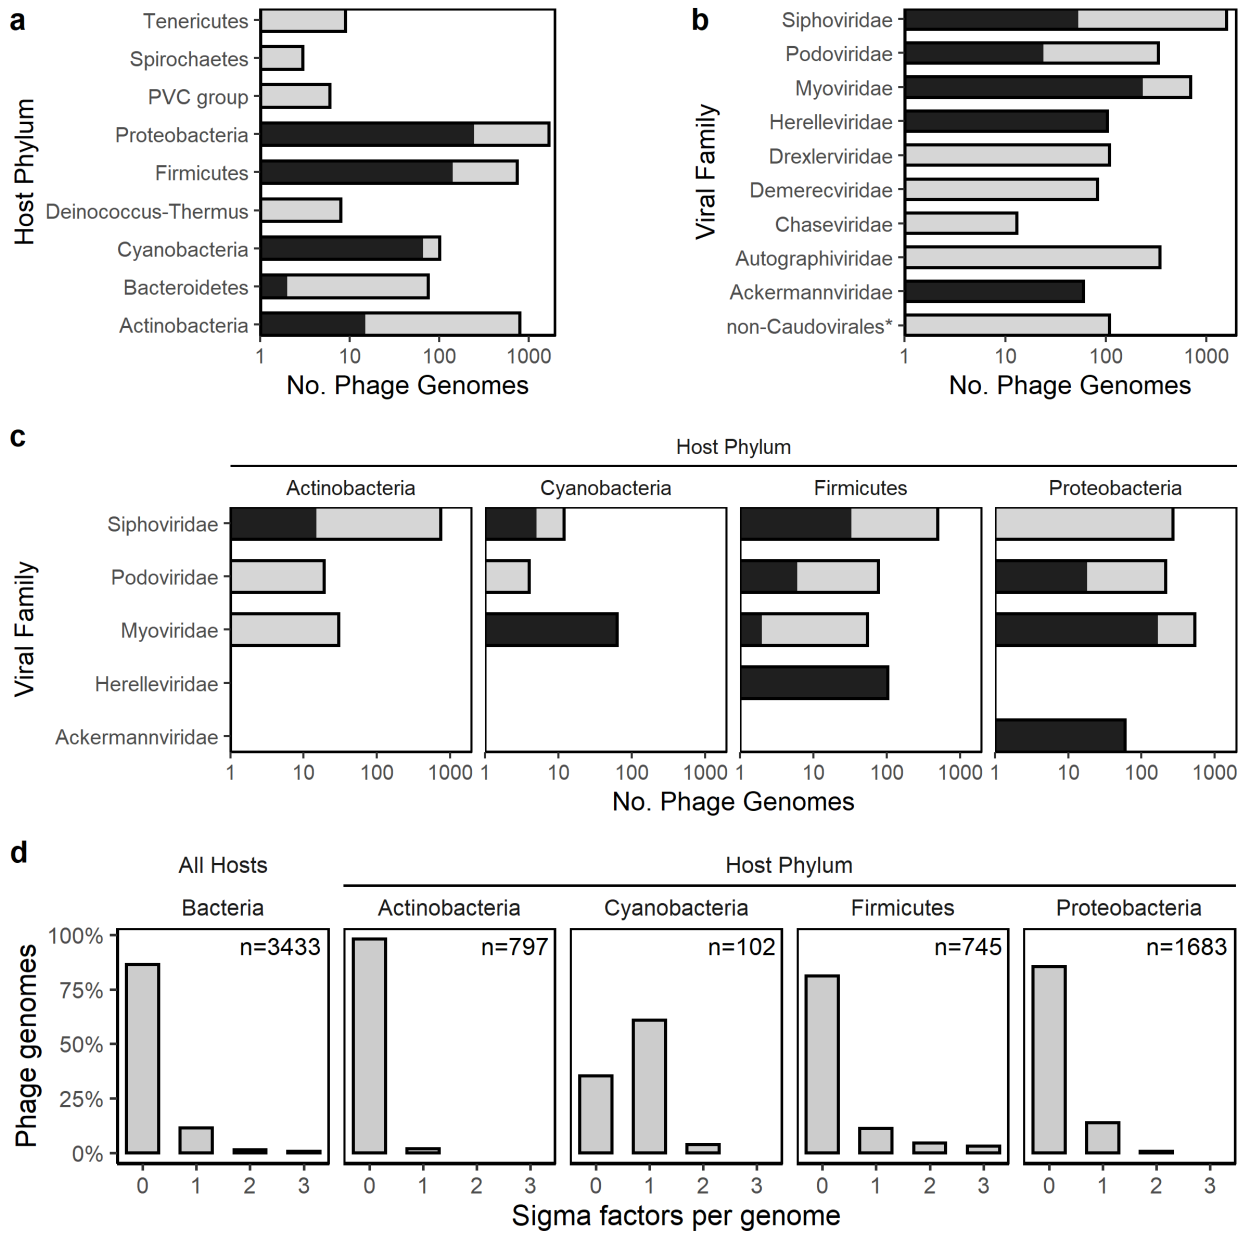 a
Host Phylum
Tenericutes
Spirochaetes
PVC group
Proteobacteria
Firmicutes
Deinococcus-Thermus
Cyanobacteria
Bacteroidetes
Actinobacteria
1 10 100 1000
No. Phage Genomes
b
Viral Family
Siphoviridae
Podoviridae
Myoviridae
Herelleviridae
Drexlerviridae
Demerecviridae
Chaseviridae
Autographiviridae
Ackermannviridae
non-Caudovirales*
1 10 100 1000
No. Phage Genomes
c
Host Phylum
Actinobacteria Cyanobacteria Firmicutes Proteobacteria
Viral Family
Siphoviridae
Podoviridae
Myoviridae
Herelleviridae
Ackermannviridae
1 10 100 1000 1 10 100 1000 1 10 100 1000 1 10 100 1000
No. Phage Genomes
d
All Hosts Host Phylum
Bacteria Actinobacteria Cyanobacteria Firmicutes Proteobacteria
Phage genomes
100%
75%
50%
25%
0%
n=3433 n=797 n=102 n=745 n=1683
0 1 2 3 0 1 2 3 0 1 2 3 0 1 2 3 0 1 2 3
Sigma factors per genome